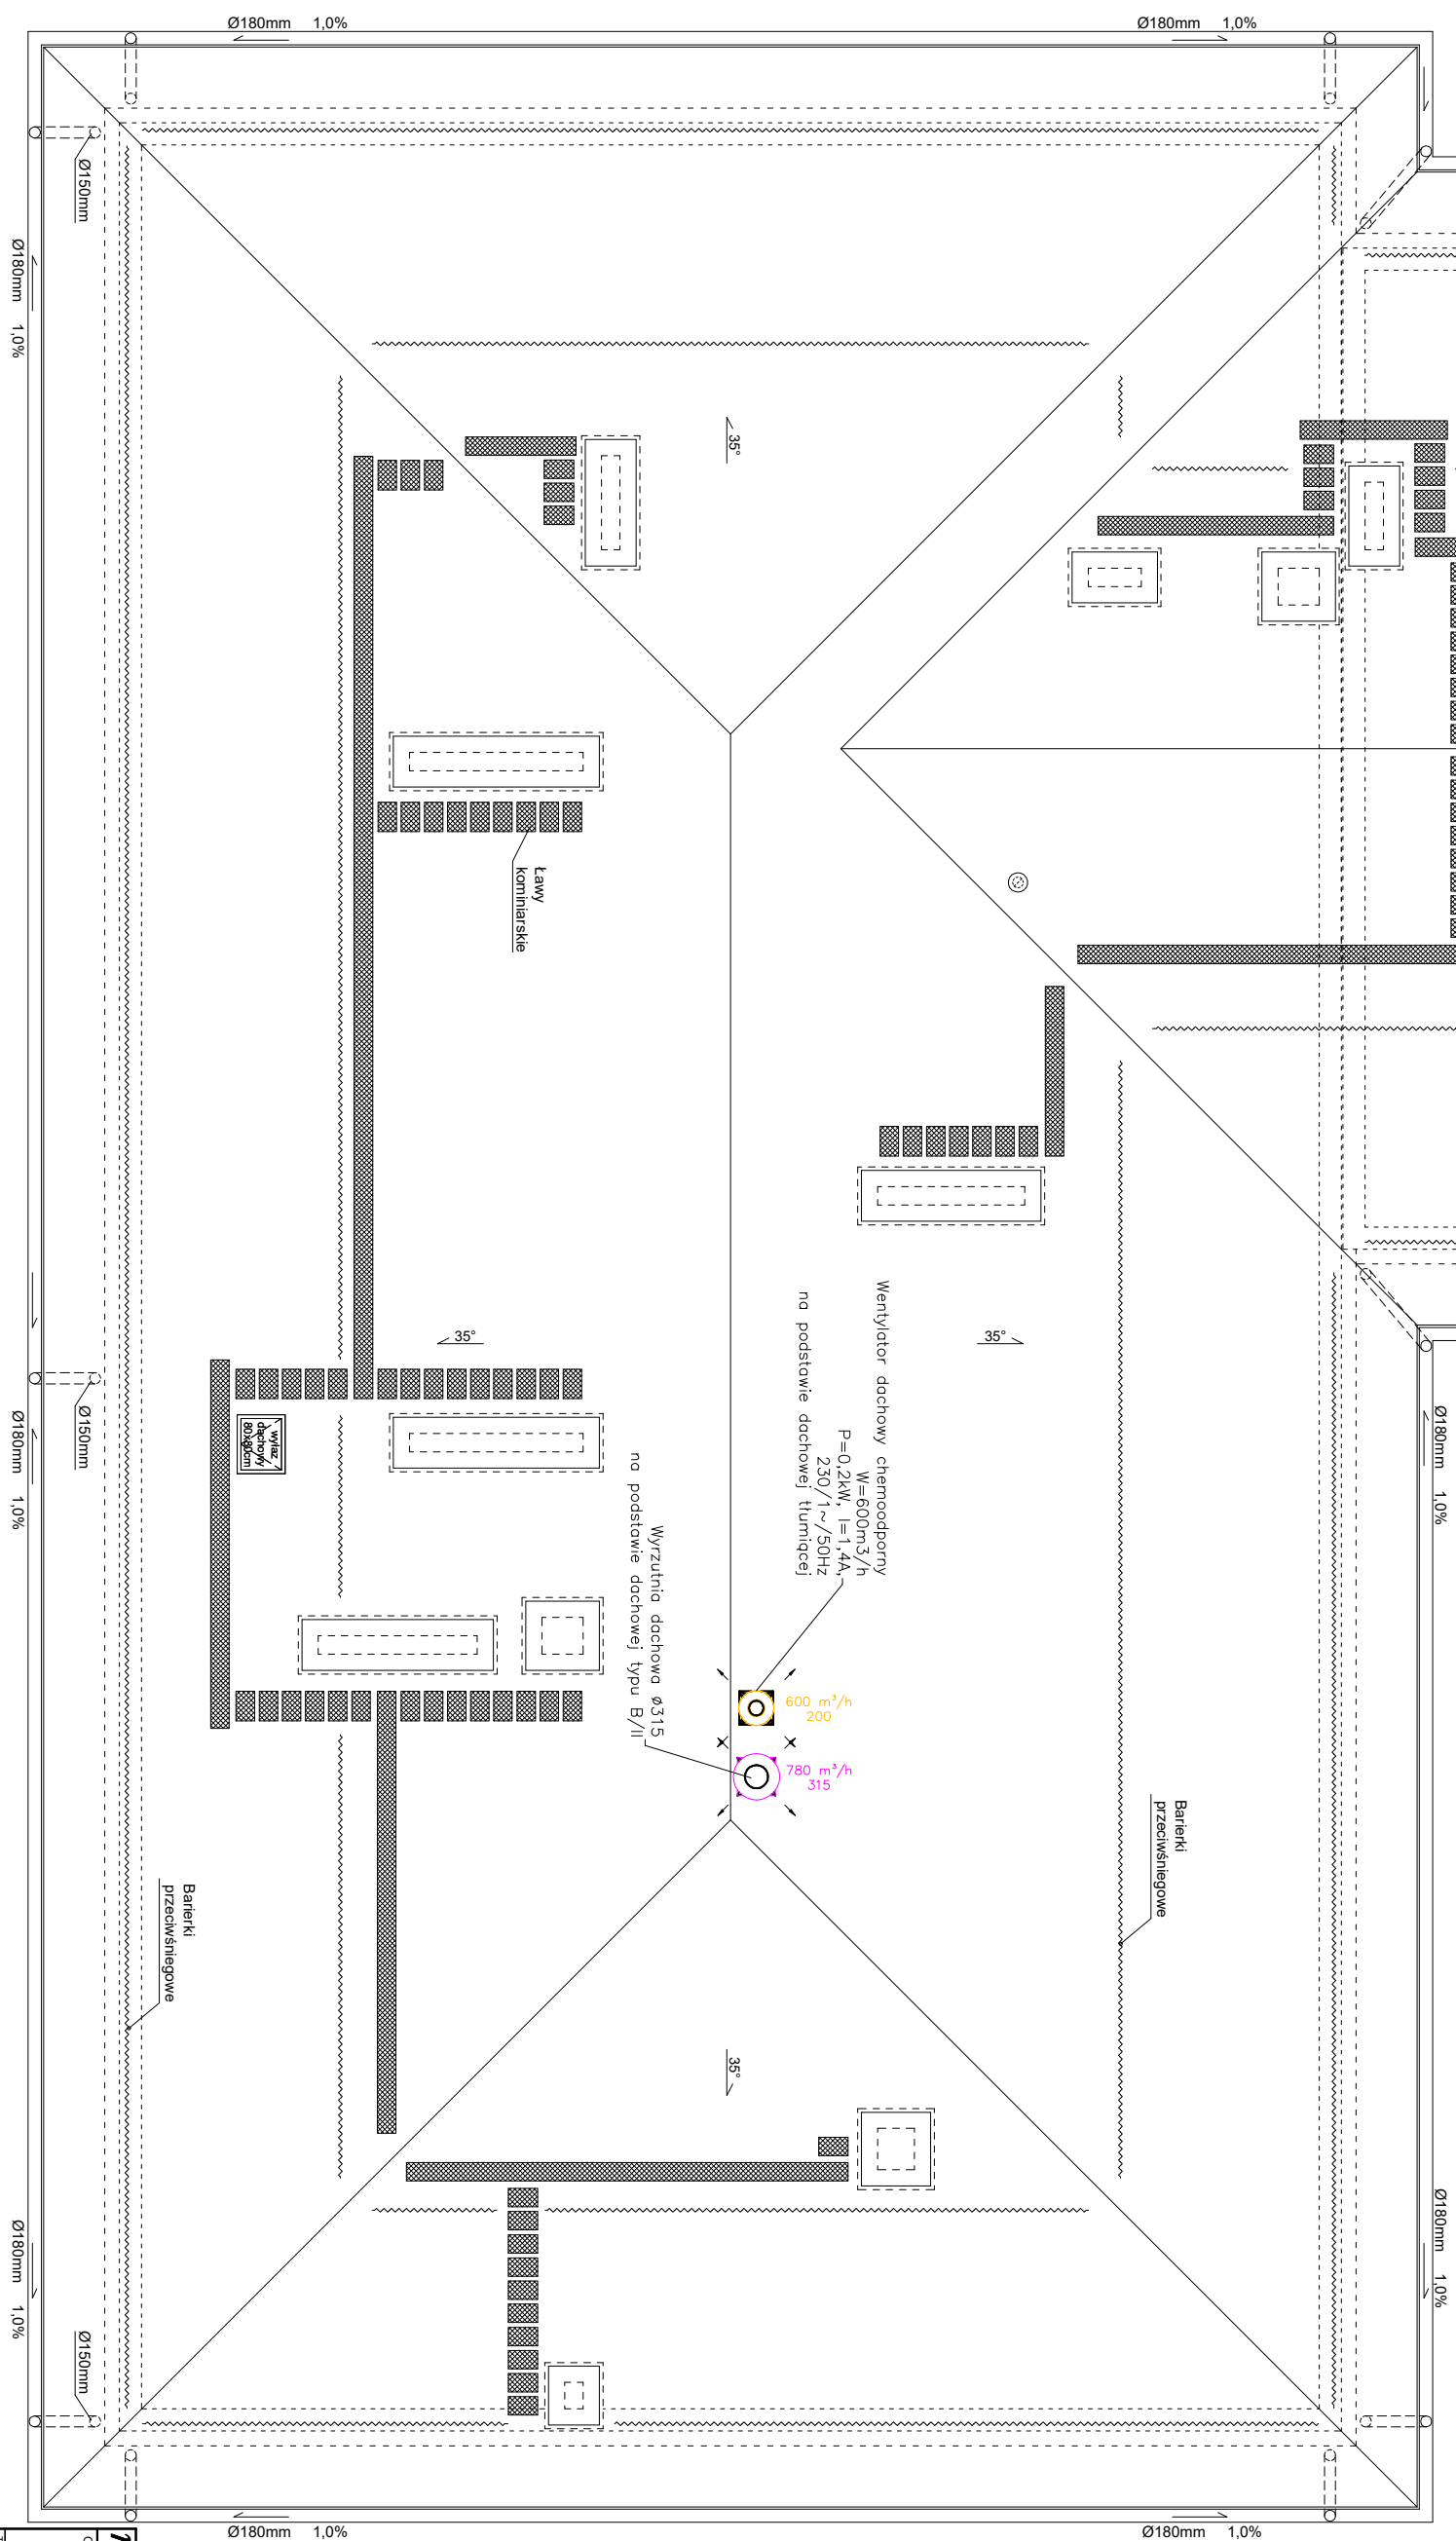 Ø180mm 1,0%
Ø180mm 1,0%
Ø150mm
Ø180mm 1,0%
35°
Ławy
kominiarskie
35°
35°
Wentylator dachowy chemoodporny
W=600m3/h
P=0,2kW, I=1,4A,
230/1~/50Hz
na podstawie dachowej tłumiącej
Ø150mm
Ø180mm 1,0%
Ø180mm 1,0%
wyłaz
dachowy
80x80cm
Wyrzutnia dachowa Ø315
na podstawie dachowej typu B/II
600 m³/h
200
780 m³/h
315
Barierki
przeciwśniegowe
Barierki
przeciwśniegowe
35°
Ø180mm 1,0%
Ø180mm 1,0%
Ø150mm
Ø180mm 1,0%
Ø180mm 1,0%